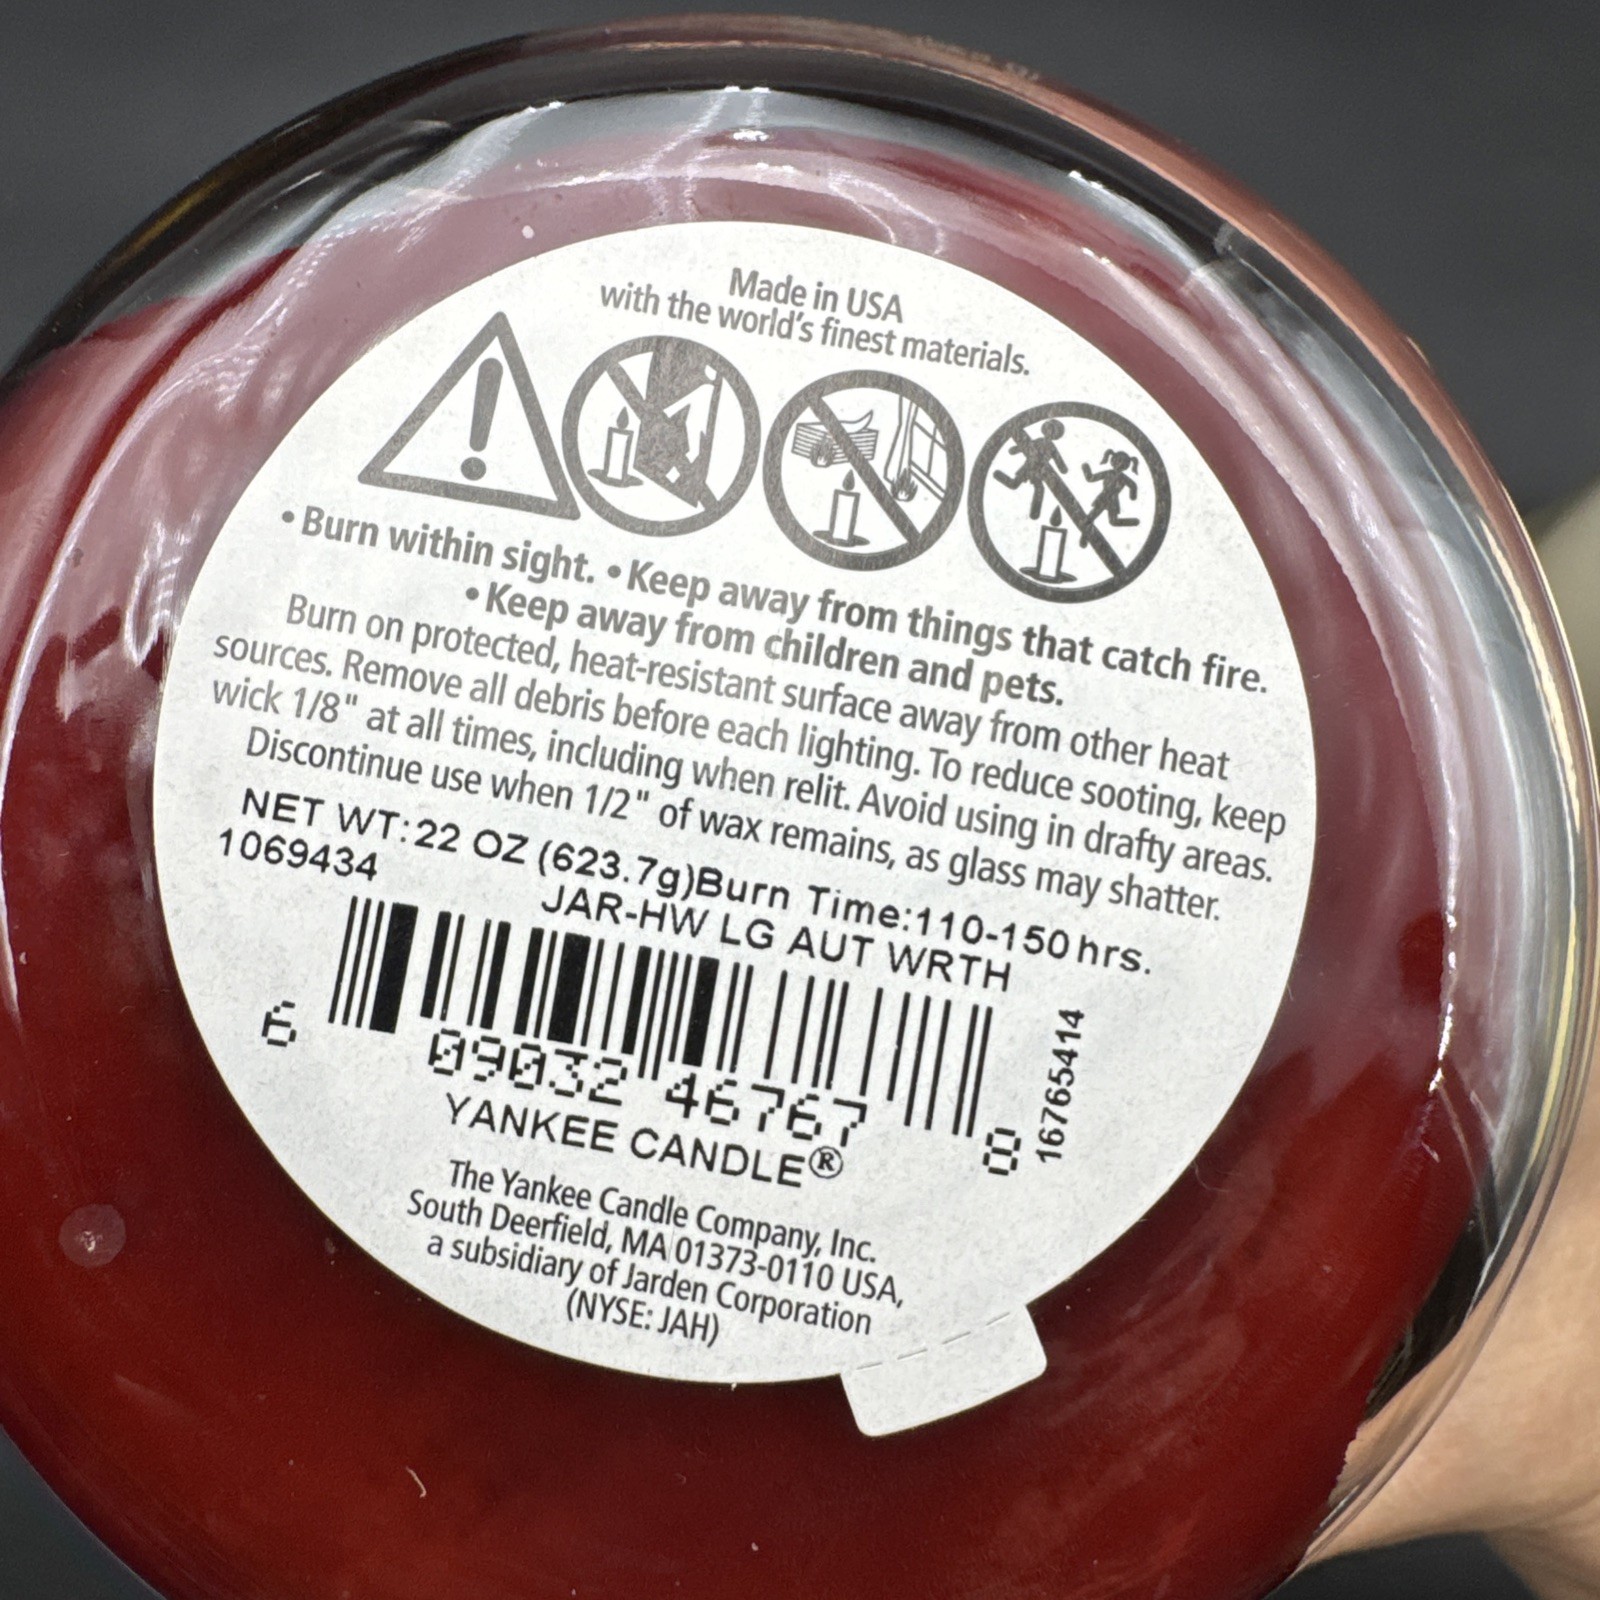 Made in USA
with the world's finest materials.
• Burn within sight. • Keep away from things that catch fire.
• Keep away from children and pets.
Burn on protected, heat-resistant surface away from other heat
sources. Remove all debris before each lighting. To reduce sooting, keep
wick 1/8" at all times, including when relit. Avoid using in drafty areas.
Discontinue use when 1/2" of wax remains, as glass may shatter.
NET WT:22 OZ (623.7g)Burn Time:110-150 hrs.
1069434
JAR-HW LG AUT WRTH
6 09032 46767 8
16765414
YANKEE CANDLE®
The Yankee Candle Company, Inc.
South Deerfield, MA 01373-0110 USA,
a subsidiary of Jarden Corporation
(NYSE: JAH)